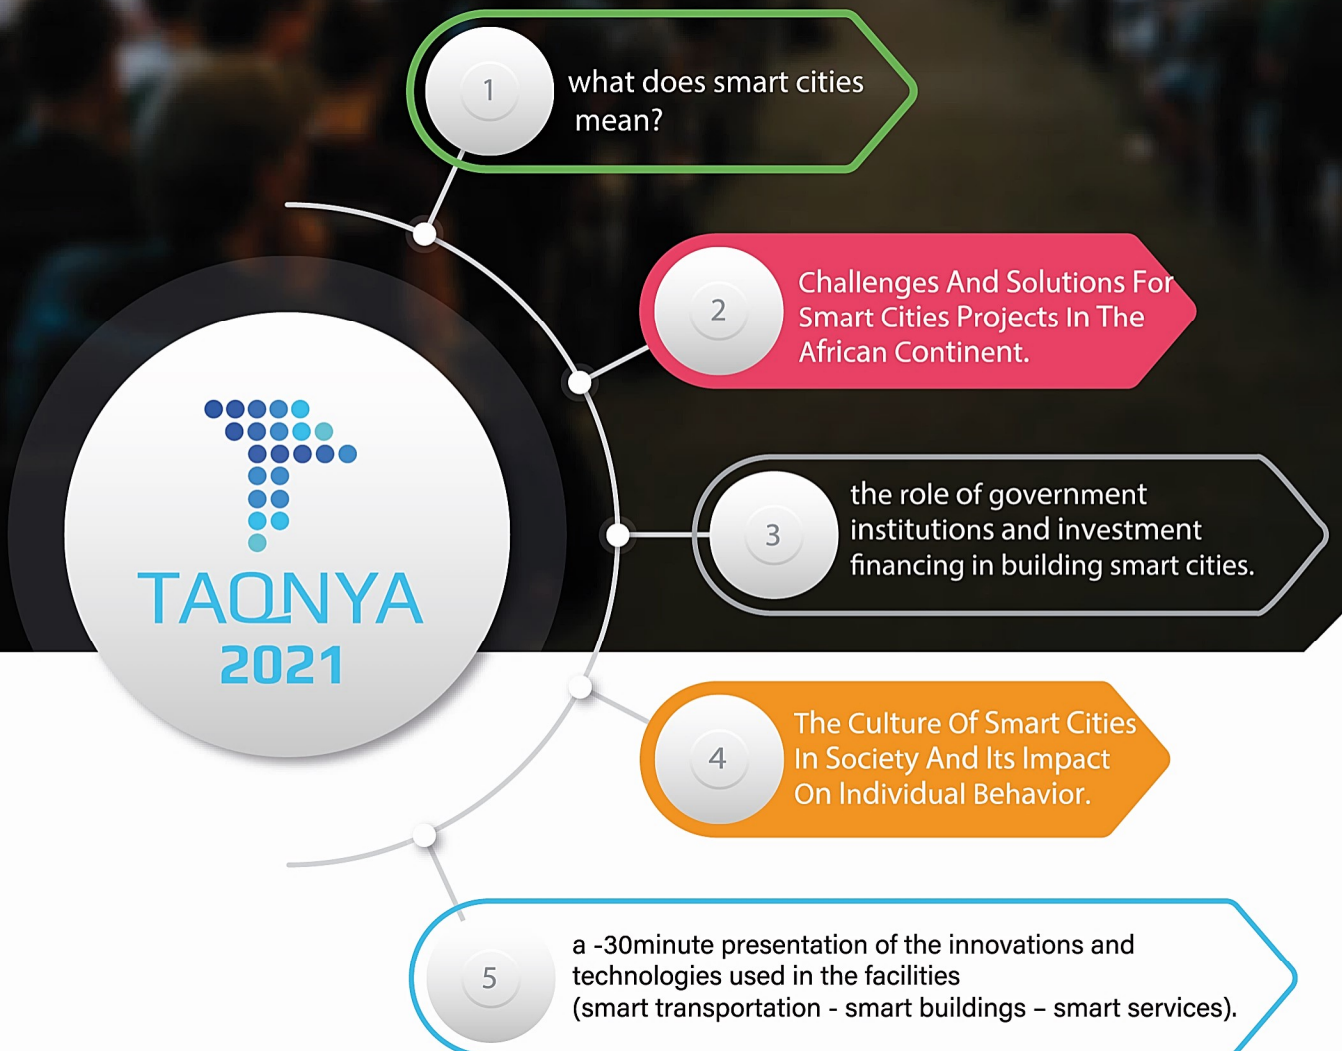 1
what does smart cities
mean?
2
Challenges And Solutions For
Smart Cities Projects In The
African Continent.
3
the role of government
institutions and investment
financing in building smart cities.
TAQNYA
2021
4
The Culture Of Smart Cities
In Society And Its Impact
On Individual Behavior.
5
a -30minute presentation of the innovations and
technologies used in the facilities
(smart transportation - smart buildings – smart services).